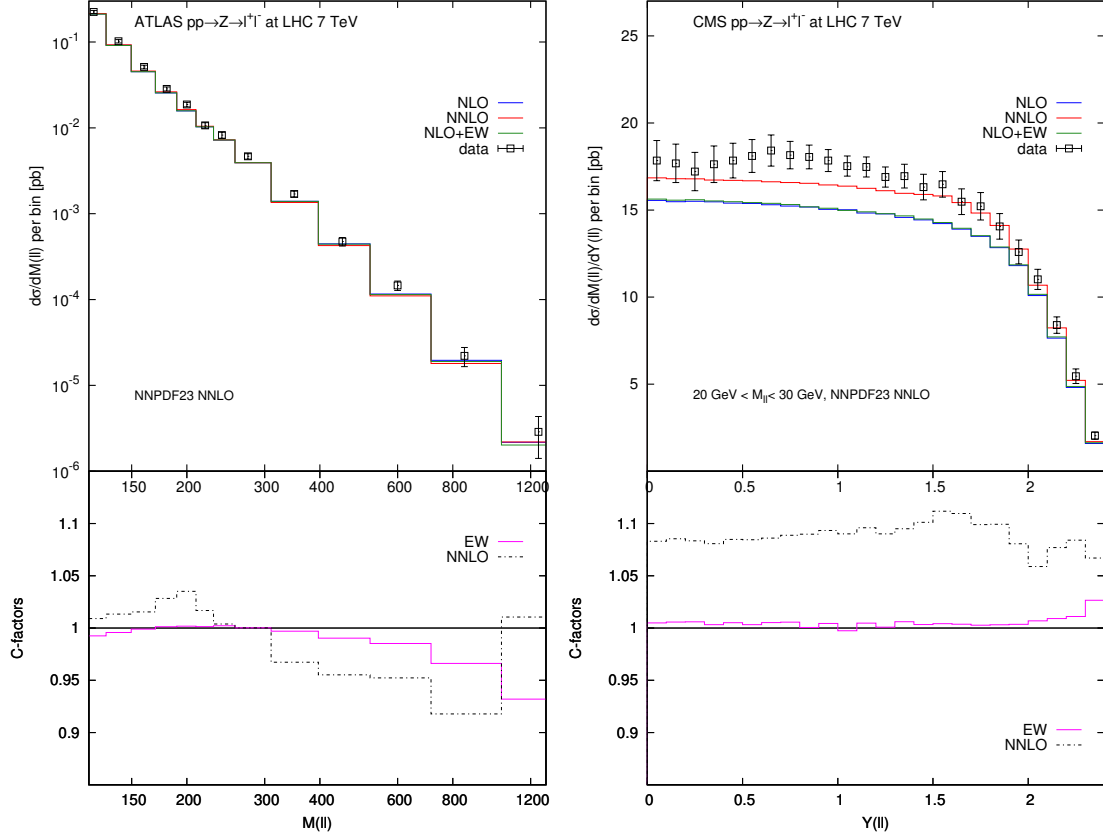 ATLAS pp→Z→l⁺l⁻ at LHC 7 TeV
dσ/dM(ll) per bin [pb]
10⁻¹
10⁻²
10⁻³
10⁻⁴
10⁻⁵
10⁻⁶
NLO
NNLO
NLO+EW
data
NNPDF23 NNLO
150 200 300 400 600 800 1200
C-factors
1.1
1.05
1
0.95
0.9
EW
NNLO
150 200 300 400 600 800 1200
M(ll)
CMS pp→Z→l⁺l⁻ at LHC 7 TeV
dσ/dM(ll)/dY(ll) per bin [pb]
25
20
15
10
5
NLO
NNLO
NLO+EW
data
20 GeV < M_ll < 30 GeV, NNPDF23 NNLO
0 0.5 1 1.5 2
C-factors
1.1
1.05
1
0.95
0.9
EW
NNLO
0 0.5 1 1.5 2
Y(ll)